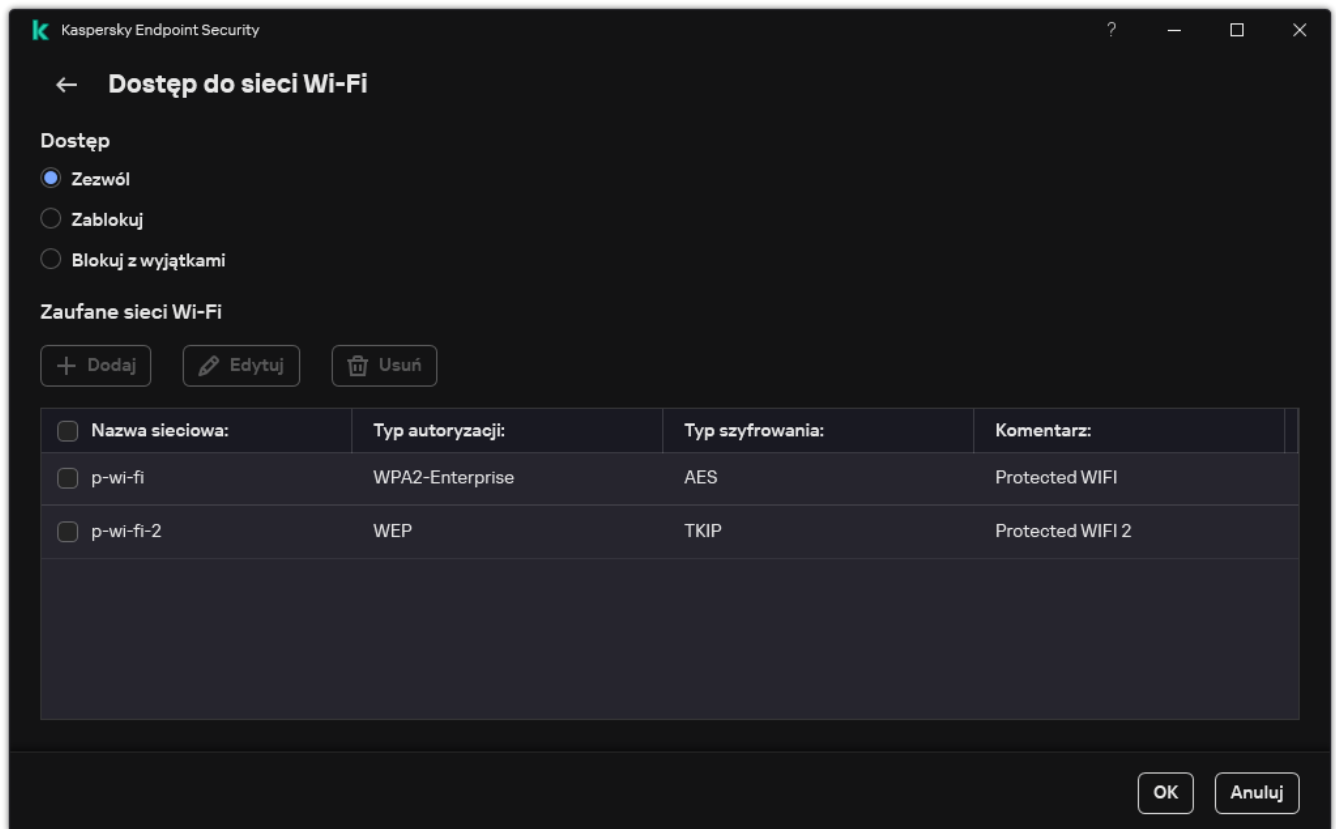 Kaspersky Endpoint Security ?
Dostęp do sieci Wi-Fi
Dostęp
Zezwól
Zablokuj
Blokuj z wyjątkami
Zaufane sieci Wi-Fi
Dodaj Edytuj Usuń
Nazwa sieciowa: Typ autoryzacji: Typ szyfrowania: Komentarz:
p-wi-fi WPA2-Enterprise AES Protected WIFI
p-wi-fi-2 WEP TKIP Protected WIFI 2
OK Anuluj